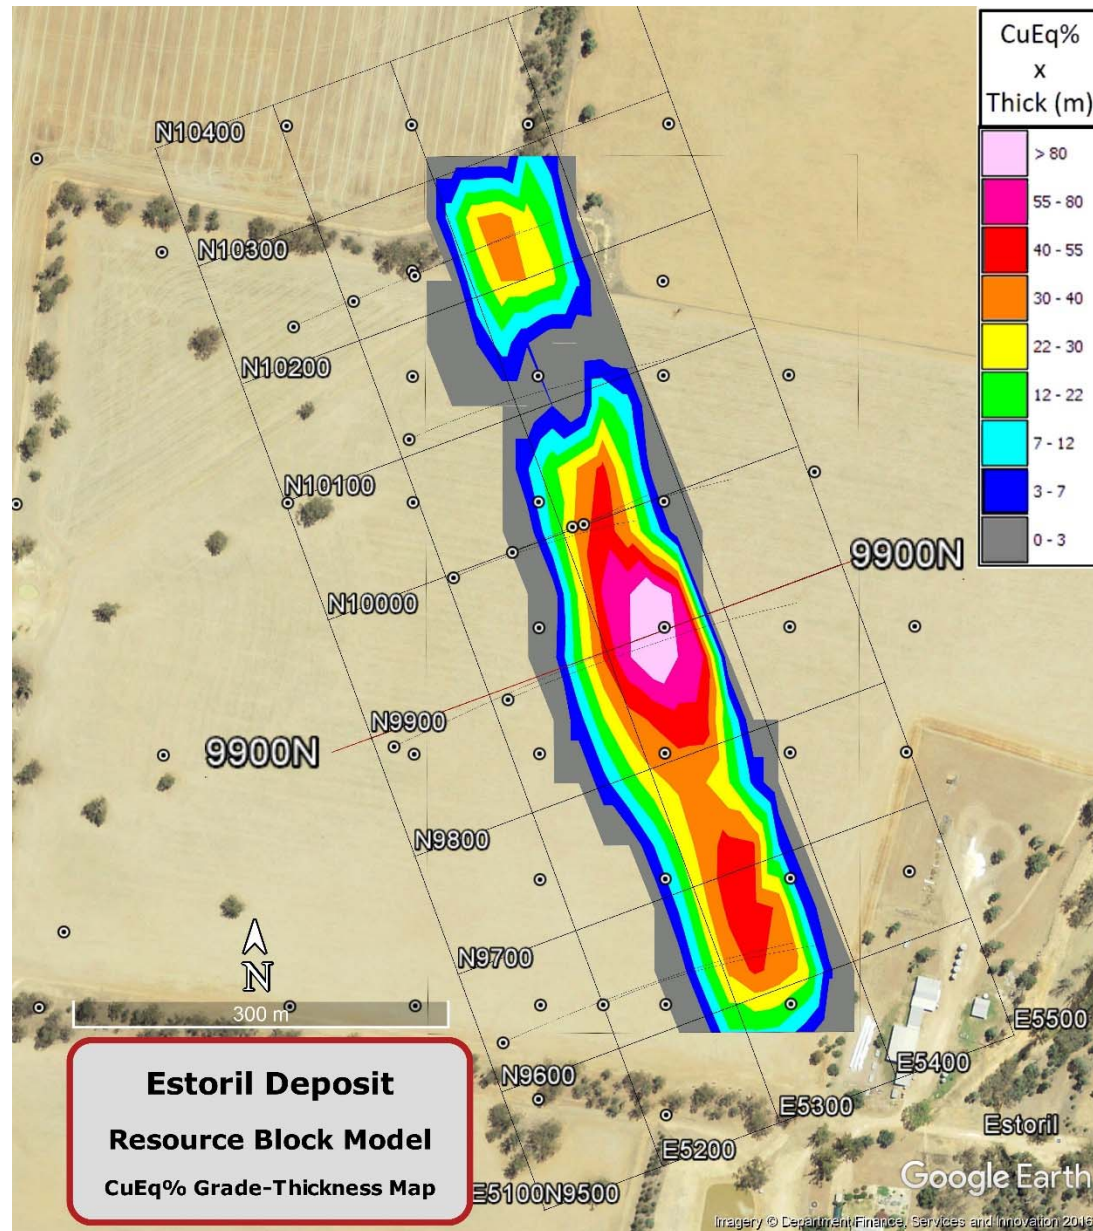 CuEq%
x
Thick (m)
> 80
55 - 80
40 - 55
30 - 40
22 - 30
12 - 22
7 - 12
3 - 7
0 - 3
N10400
N10300
N10200
N10100
N10000
9900N
N9900
9900N
N9800
N9700
N
300 m
N9600
E5500
E5400
E5300
E5200
E5100N9500
Estoril
Estoril Deposit
Resource Block Model
CuEq% Grade-Thickness Map
Google Earth
Imagery © Department Finance, Services and Innovation 2016